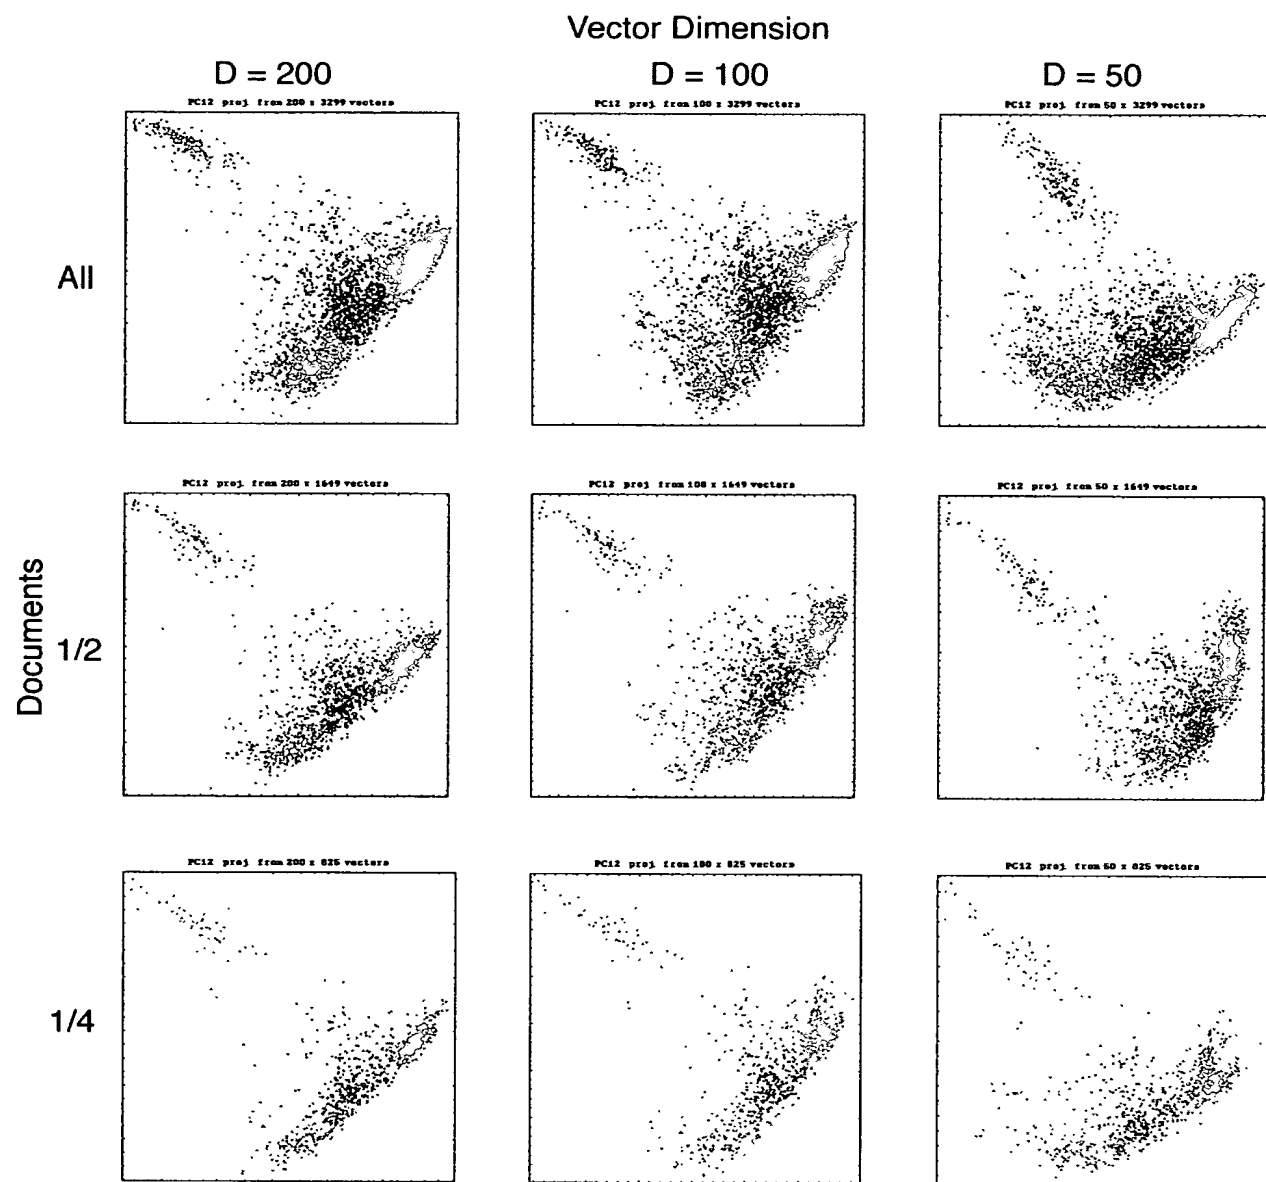 Vector Dimension
D = 200 D = 100 D = 50
PC12 proj from 200 x 3299 vectors PC12 proj from 100 x 3299 vectors PC12 proj from 50 x 3299 vectors
All
PC12 proj from 200 x 1649 vectors PC12 proj from 100 x 1649 vectors PC12 proj from 50 x 1649 vectors
Documents
1/2
PC12 proj from 200 x 825 vectors PC12 proj from 100 x 825 vectors PC12 proj from 50 x 825 vectors
1/4